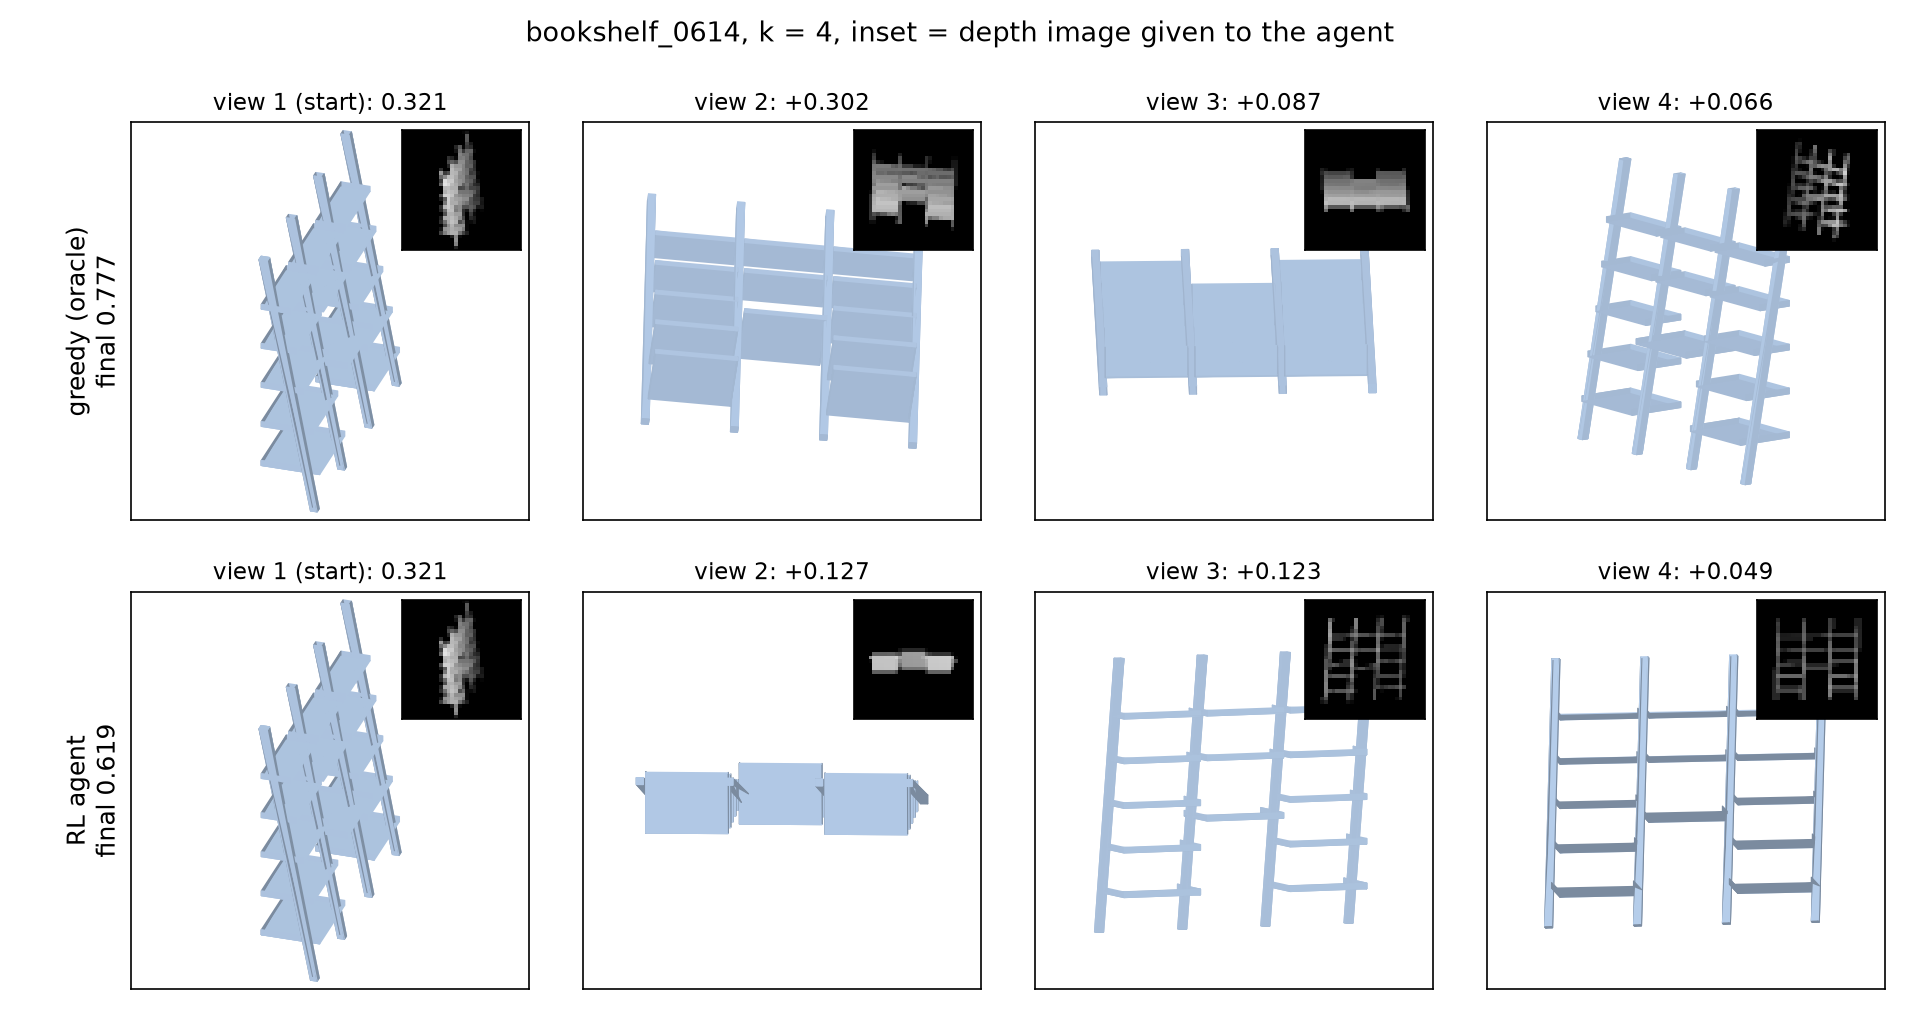 bookshelf_0614, k = 4, inset = depth image given to the agent
view 1 (start): 0.321
view 2: +0.302
view 3: +0.087
view 4: +0.066
greedy (oracle)
final 0.777
view 1 (start): 0.321
view 2: +0.127
view 3: +0.123
view 4: +0.049
RL agent
final 0.619